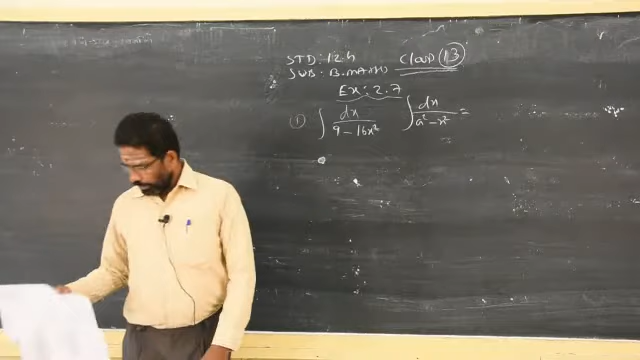 STD: 12th Class 13
SUB: B.MATHS
Ex: 2.7
① ∫ dx / 9 - 16x² ∫ dx / a² - x² =